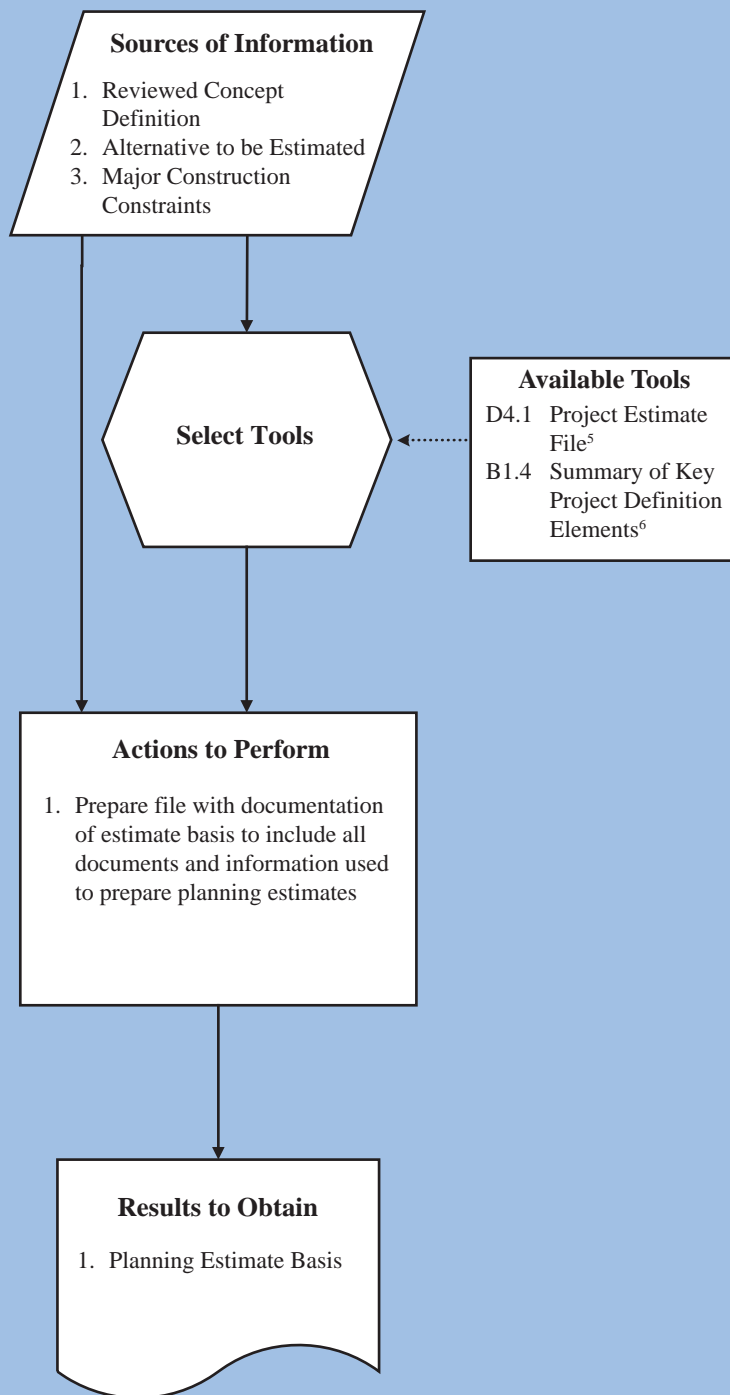 Sources of Information
1. Reviewed Concept
Definition
2. Alternative to be Estimated
3. Major Construction
Constraints
Select Tools
Available Tools
D4.1 Project Estimate
File⁵
B1.4 Summary of Key
Project Definition
Elements⁶
Actions to Perform
1. Prepare file with documentation
of estimate basis to include all
documents and information used
to prepare planning estimates
Results to Obtain
1. Planning Estimate Basis